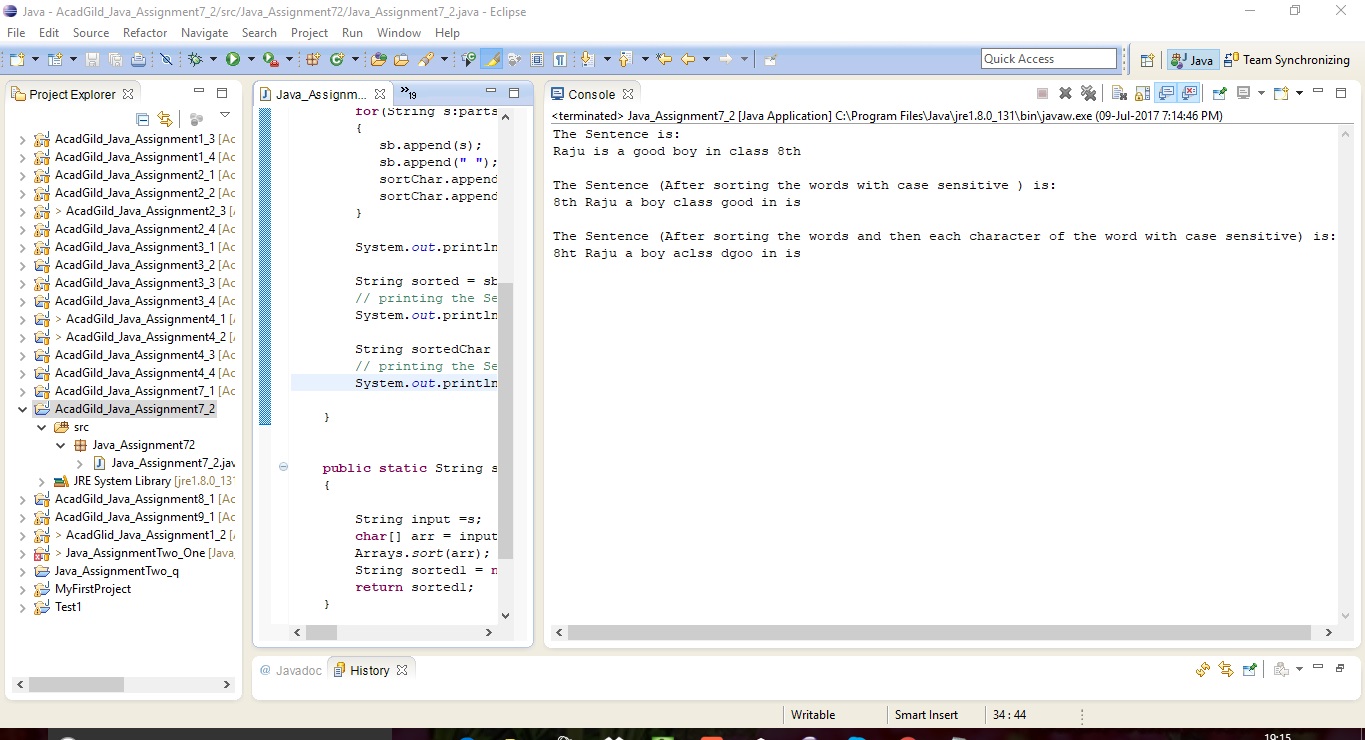 Java - AcadGild_Java_Assignment7_2/src/Java_Assignment72/Java_Assignment7_2.java - Eclipse
File Edit Source Refactor Navigate Search Project Run Window Help
Quick Access
Java
Team Synchronizing
Project Explorer
AcadGild_Java_Assignment1_3 [Ac
AcadGild_Java_Assignment1_4 [Ac
AcadGild_Java_Assignment2_1 [Ac
AcadGild_Java_Assignment2_2 [Ac
> AcadGild_Java_Assignment2_3 [
AcadGild_Java_Assignment2_4 [Ac
AcadGild_Java_Assignment3_1 [Ac
AcadGild_Java_Assignment3_2 [Ac
AcadGild_Java_Assignment3_3 [Ac
AcadGild_Java_Assignment3_4 [Ac
> AcadGild_Java_Assignment4_1 [
> AcadGild_Java_Assignment4_2 [
AcadGild_Java_Assignment4_3 [Ac
AcadGild_Java_Assignment4_4 [Ac
AcadGild_Java_Assignment7_1 [Ac
AcadGild_Java_Assignment7_2
src
Java_Assignment72
Java_Assignment7_2.jav
JRE System Library [jre1.8.0_131
AcadGild_Java_Assignment8_1 [Ac
AcadGild_Java_Assignment9_1 [Ac
> AcadGild_Java_Assignment1_2 [
> Java_AssignmentTwo_One [Java_
Java_AssignmentTwo_q
MyFirstProject
Test1
Java_Assignm...
»19
for(String s:parts
{
sb.append(s);
sb.append(" ");
sortChar.append
sortChar.append
}
System.out.println
String sorted = sb
// printing the Se
System.out.println
String sortedChar
// printing the Se
System.out.println
}
public static String s
{
String input =s;
char[] arr = input
Arrays.sort(arr);
String sorted1 = n
return sorted1;
}
Console
<terminated> Java_Assignment7_2 [Java Application] C:\Program Files\Java\jre1.8.0_131\bin\javaw.exe (09-Jul-2017 7:14:46 PM)
The Sentence is:
Raju is a good boy in class 8th
The Sentence (After sorting the words with case sensitive ) is:
8th Raju a boy class good in is
The Sentence (After sorting the words and then each character of the word with case sensitive) is:
8ht Raju a boy aclss dgoo in is
@ Javadoc
History
Writable
Smart Insert
34 : 44
19:15